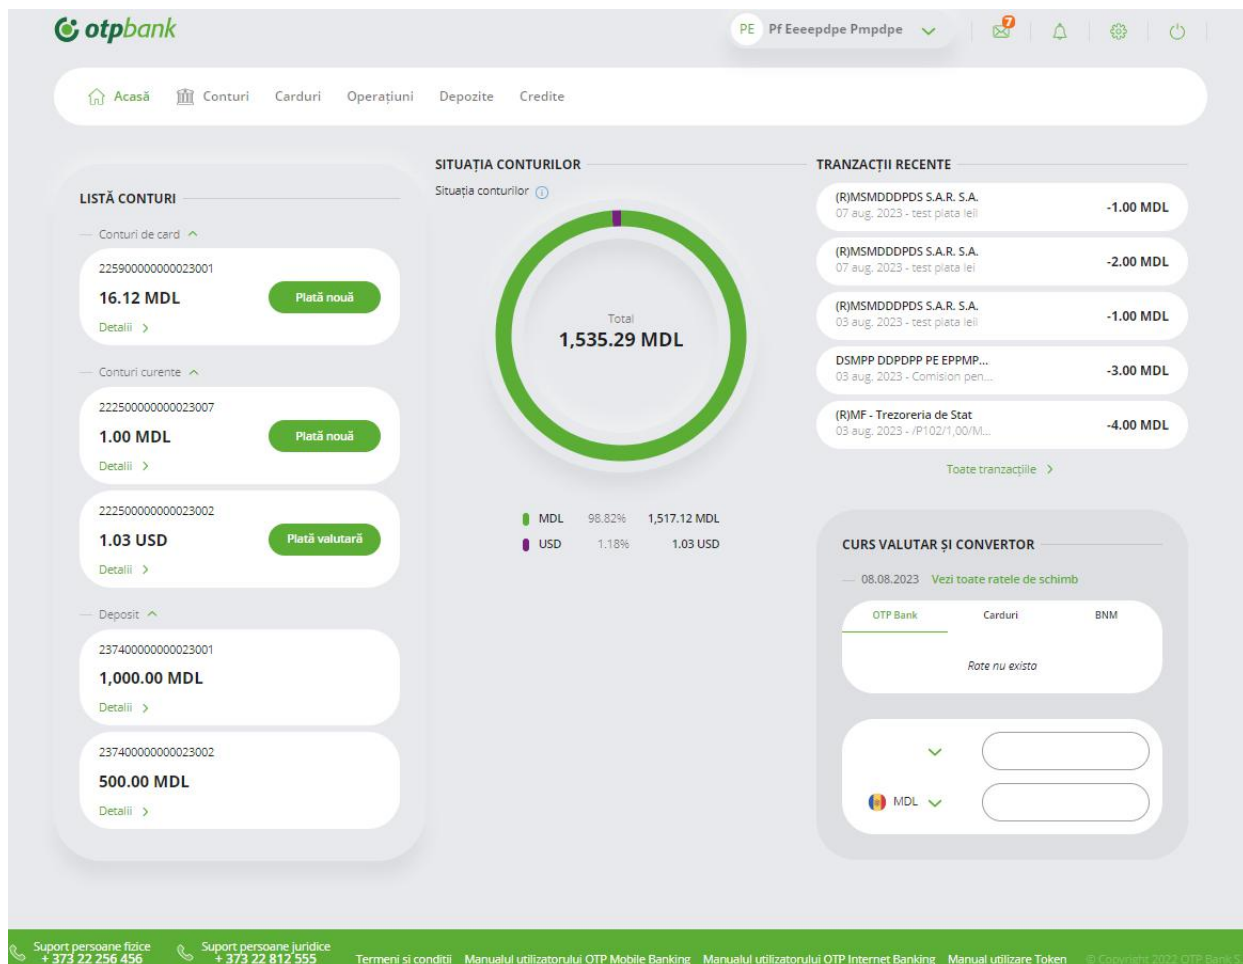 otpbank
PE Pf Eeeepdpe Pmpdpe
7
Acasă Conturi Carduri Operațiuni Depozite Credite
LISTĂ CONTURI
Conturi de card
225900000000023001
16.12 MDL
Plată nouă
Detalii
Conturi curente
222500000000023007
1.00 MDL
Plată nouă
Detalii
222500000000023002
1.03 USD
Plată valutară
Detalii
Deposit
237400000000023001
1,000.00 MDL
Detalii
237400000000023002
500.00 MDL
Detalii
SITUAȚIA CONTURILOR
Situația conturilor
Total
1,535.29 MDL
MDL 98.82% 1,517.12 MDL
USD 1.18% 1.03 USD
TRANZACȚII RECENTE
(R)MSMDDDPDS S.A.R. S.A.
07 aug. 2023 - test plata leii
-1.00 MDL
(R)MSMDDDPDS S.A.R. S.A.
07 aug. 2023 - test plata lei
-2.00 MDL
(R)MSMDDDPDS S.A.R. S.A.
03 aug. 2023 - test plata leii
-1.00 MDL
DSMPP DDPDPP PE EPPMP...
03 aug. 2023 - Comision pen...
-3.00 MDL
(R)MF - Trezoreria de Stat
03 aug. 2023 - /P102/1,00/M...
-4.00 MDL
Toate tranzacțiile
CURS VALUTAR ȘI CONVERTOR
08.08.2023 Vezi toate ratele de schimb
OTP Bank Carduri BNM
Rate nu exista
MDL
Suport persoane fizice
+ 373 22 256 456
Suport persoane juridice
+ 373 22 812 555
Termeni si conditii Manualul utilizatorului OTP Mobile Banking Manualul utilizatorului OTP Internet Banking Manual utilizare Token © Copyright 2022 OTP Bank S